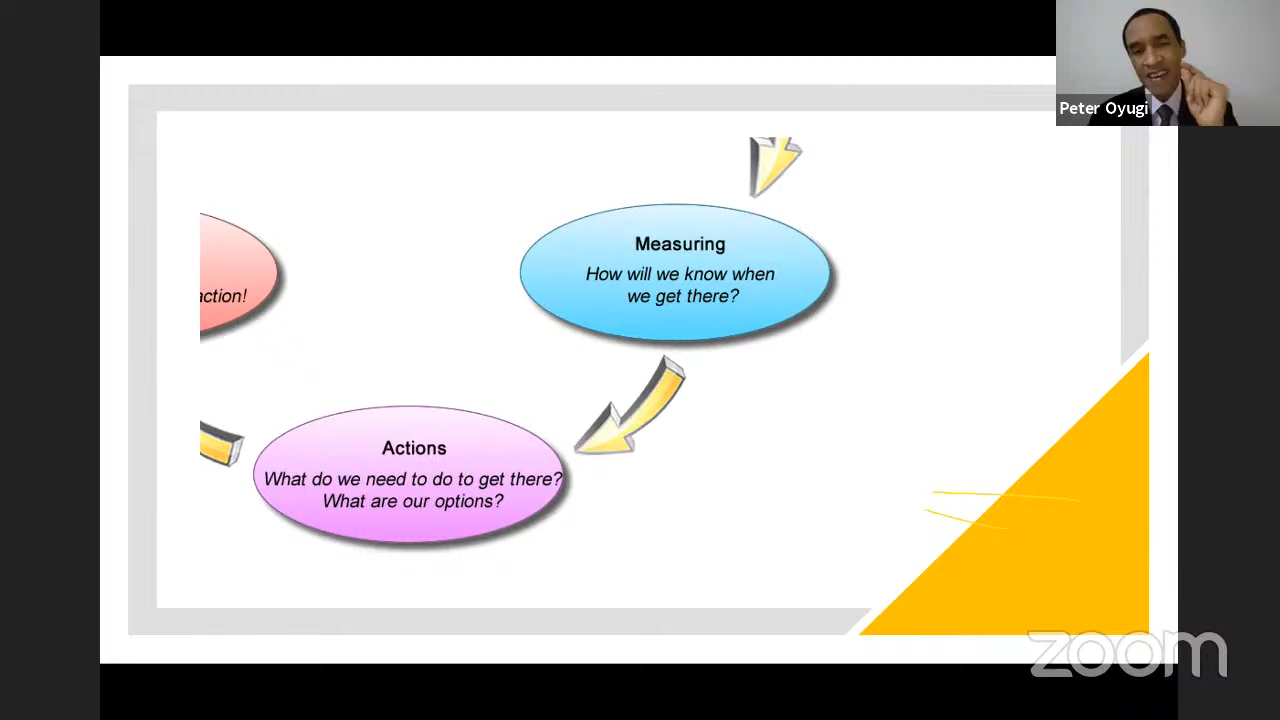 Peter Oyugi
Measuring
How will we know when
we get there?
action!
Actions
What do we need to do to get there?
What are our options?
zoom